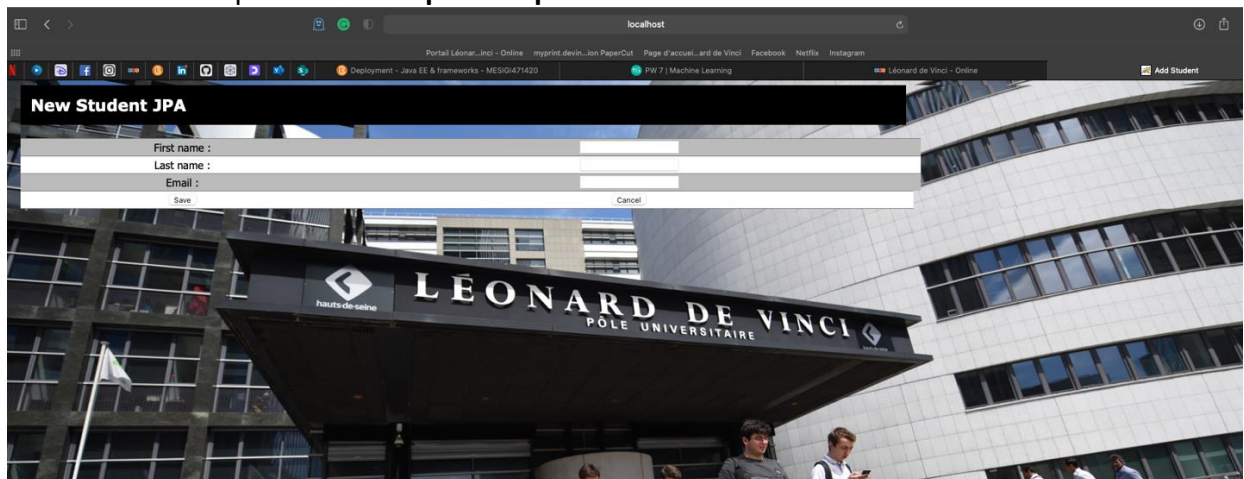 localhost
Portail Léonar...inci - Online myprint.devin...ion PaperCut Page d'accuei...ard de Vinci Facebook Netflix Instagram
Deployment - Java EE & frameworks - MESIGI471420 PW 7 | Machine Learning Léonard de Vinci - Online Add Student
New Student JPA
First name :
Last name :
Email :
Save Cancel
hauts-de-seine
LÉONARD DE VINCI
PÔLE UNIVERSITAIRE